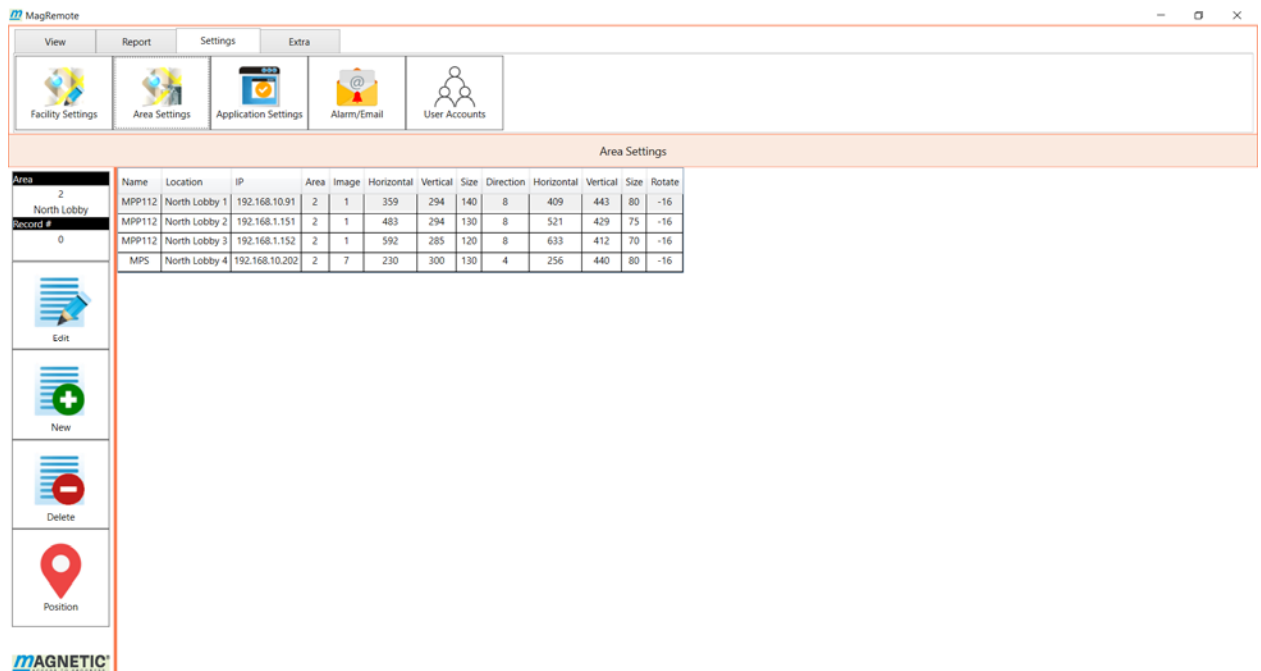 MagRemote
View Report Settings Extra
Facility Settings Area Settings Application Settings Alarm/Email User Accounts
Area Settings
Area
2
North Lobby
Record #
0
Edit
New
Delete
Position
MAGNETIC
Name Location IP Area Image Horizontal Vertical Size Direction Horizontal Vertical Size Rotate
MPP112 North Lobby 1 192.168.10.91 2 1 359 294 140 8 409 443 80 -16
MPP112 North Lobby 2 192.168.1.151 2 1 483 294 130 8 521 429 75 -16
MPP112 North Lobby 3 192.168.1.152 2 1 592 285 120 8 633 412 70 -16
MPS North Lobby 4 192.168.10.202 2 7 230 300 130 4 256 440 80 -16